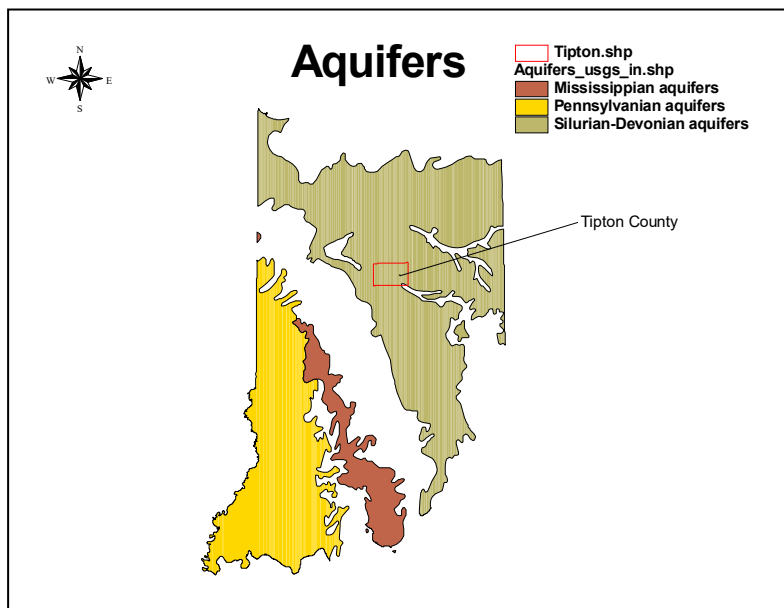 Aquifers
N
W E
S
Tipton.shp
Aquifers_usgs_in.shp
Mississippian aquifers
Pennsylvanian aquifers
Silurian-Devonian aquifers
Tipton County